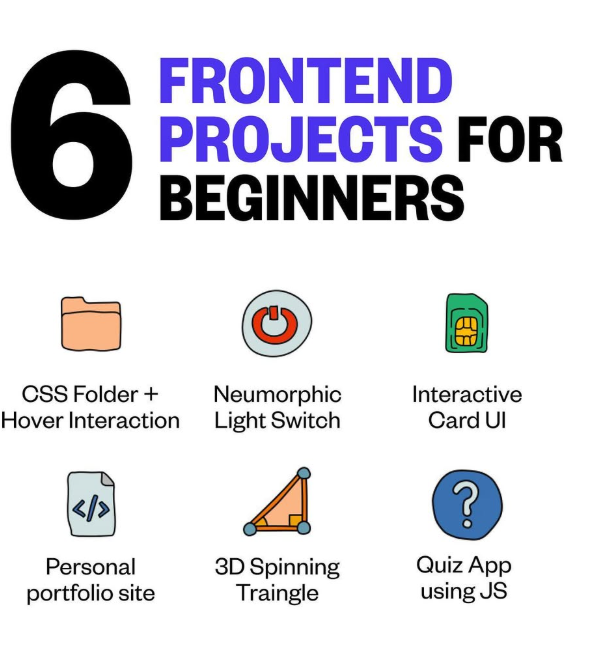 6 FRONTEND
PROJECTS FOR
BEGINNERS
CSS Folder +
Hover Interaction
Neumorphic
Light Switch
Interactive
Card UI
</>
Personal
portfolio site
3D Spinning
Traingle
?
Quiz App
using JS